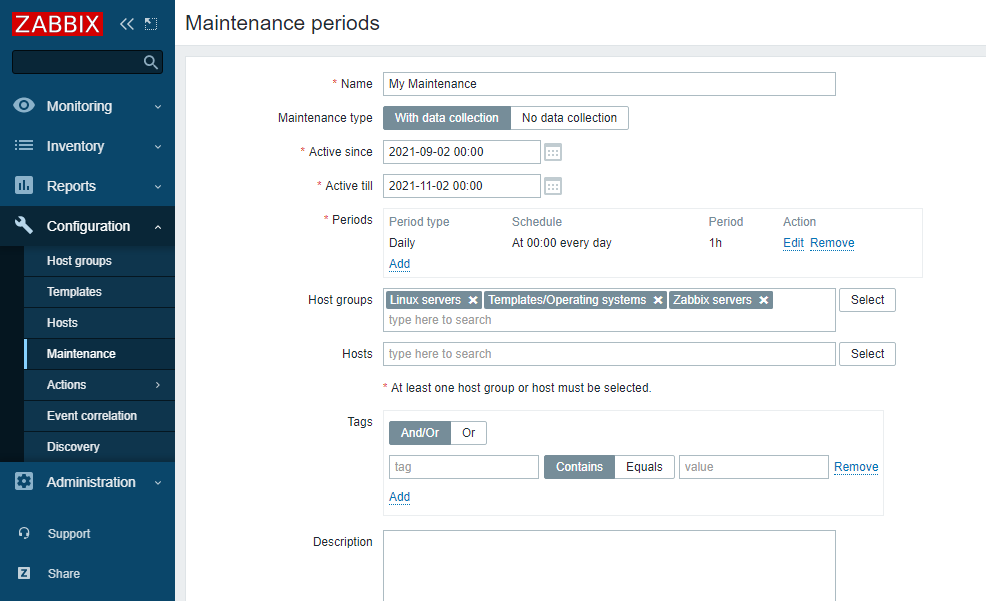 ZABBIX
Monitoring
Inventory
Reports
Configuration
Host groups
Templates
Hosts
Maintenance
Actions
Event correlation
Discovery
Administration
Support
Z Share
Maintenance periods
* Name My Maintenance
Maintenance type With data collection No data collection
* Active since 2021-09-02 00:00
* Active till 2021-11-02 00:00
* Periods Period type Schedule Period Action
Daily At 00:00 every day 1h Edit Remove
Add
Host groups Linux servers Templates/Operating systems Zabbix servers Select
type here to search
Hosts type here to search Select
* At least one host group or host must be selected.
Tags And/Or Or
tag Contains Equals value Remove
Add
Description